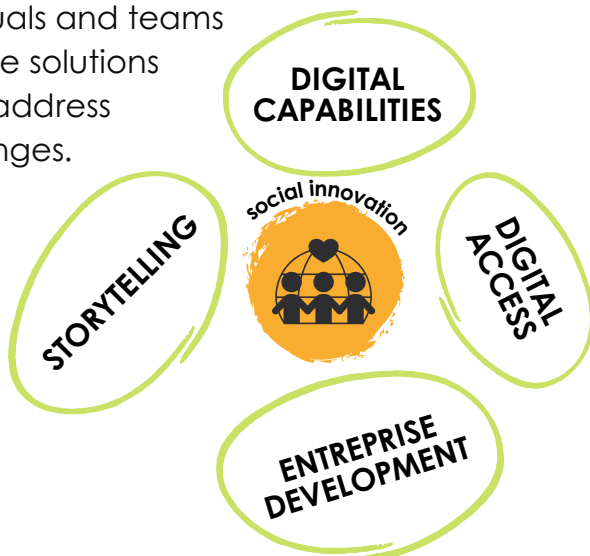 uals and teams
e solutions
address
nges.
DIGITAL
CAPABILITIES
social innovation
STORYTELLING
DIGITAL
ACCESS
ENTREPRISE
DEVELOPMENT